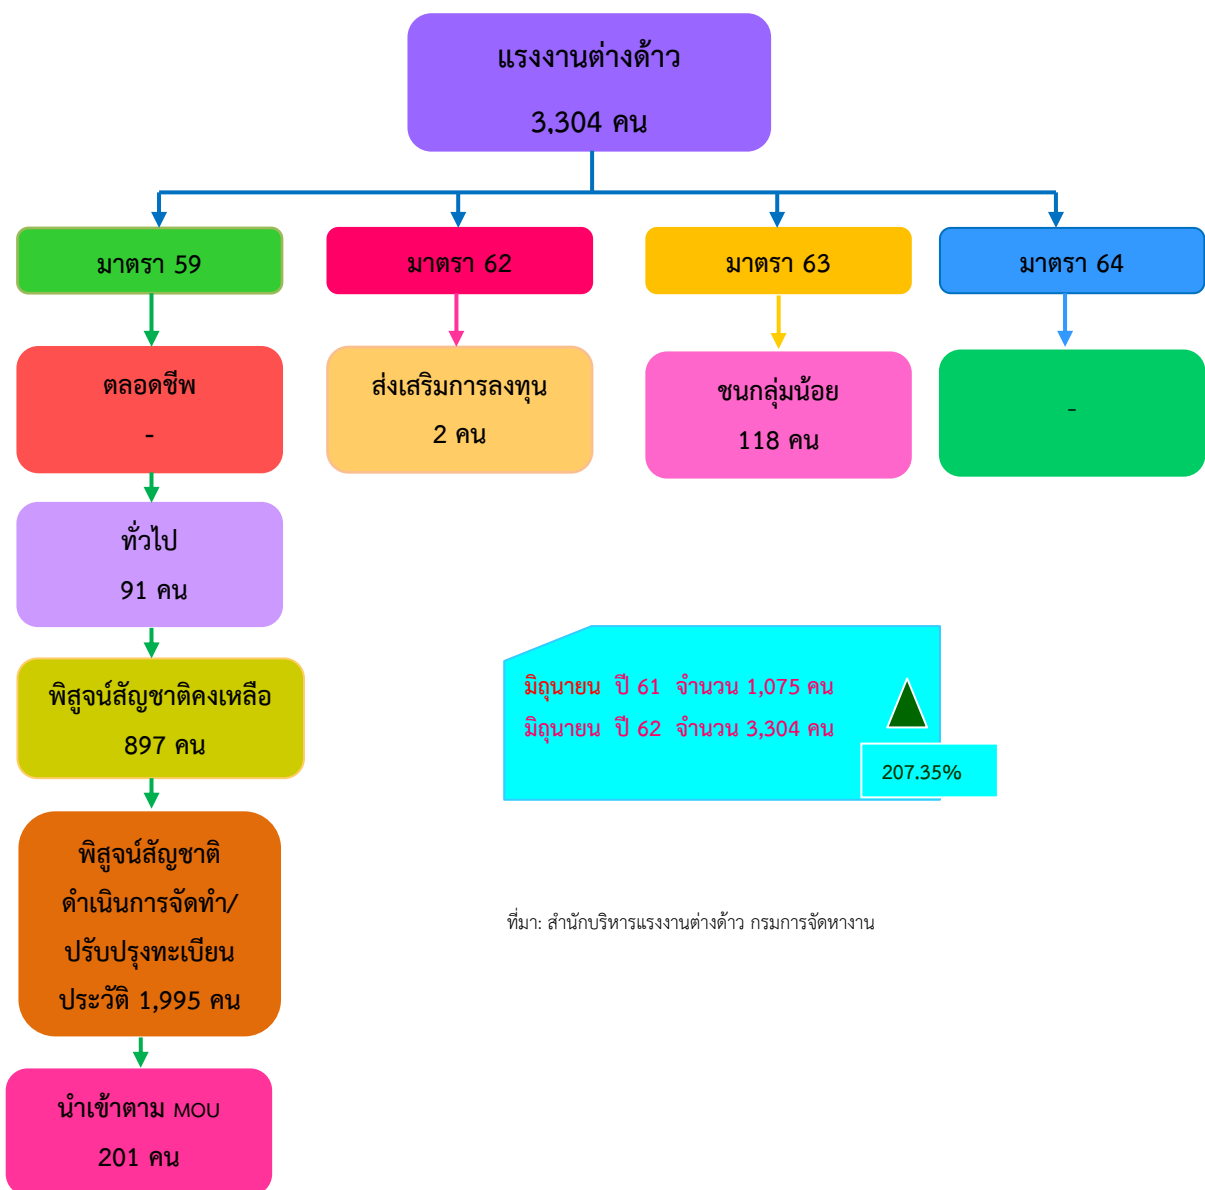 แรงงานต่างด้าว
3,304 คน
มาตรา 59
มาตรา 62
มาตรา 63
มาตรา 64
ตลอดชีพ
-
ส่งเสริมการลงทุน
2 คน
ชนกลุ่มน้อย
118 คน
-
ทั่วไป
91 คน
พิสูจน์สัญชาติคงเหลือ
897 คน
พิสูจน์สัญชาติ
ดำเนินการจัดทำ/
ปรับปรุงทะเบียน
ประวัติ 1,995 คน
นำเข้าตาม MOU
201 คน
มิถุนายน ปี 61 จำนวน 1,075 คน
มิถุนายน ปี 62 จำนวน 3,304 คน
207.35%
ที่มา: สำนักบริหารแรงงานต่างด้าว กรมการจัดหางาน